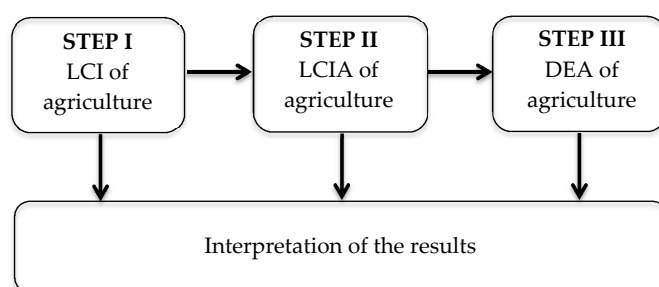 STEP I
LCI of
agriculture
STEP II
LCIA of
agriculture
STEP III
DEA of
agriculture
Interpretation of the results